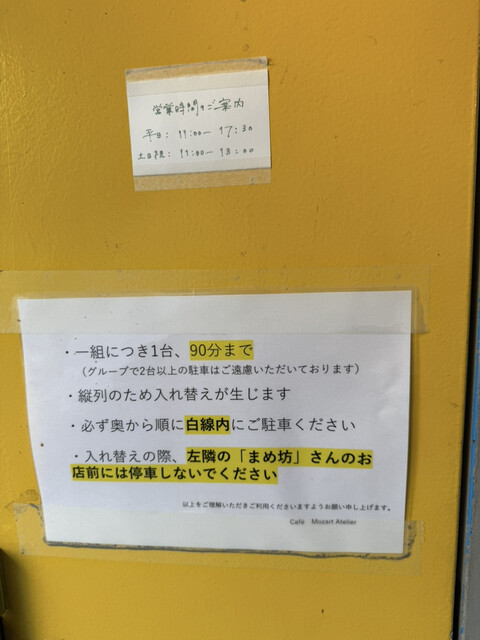 営業時間のご案内
平日: 11:00ー 17:30
土日祝: 11:00ー 18:00
・一組につき1台、90分まで
（グループで2台以上の駐車はご遠慮いただいております）
・縦列のため入れ替えが生じます
・必ず奥から順に白線内にご駐車ください
・入れ替えの際、左隣の「まめ坊」さんのお
店前には停車しないでください
以上をご理解いただきご利用くださいますようお願い申し上げます。
Café Mozart Atelier